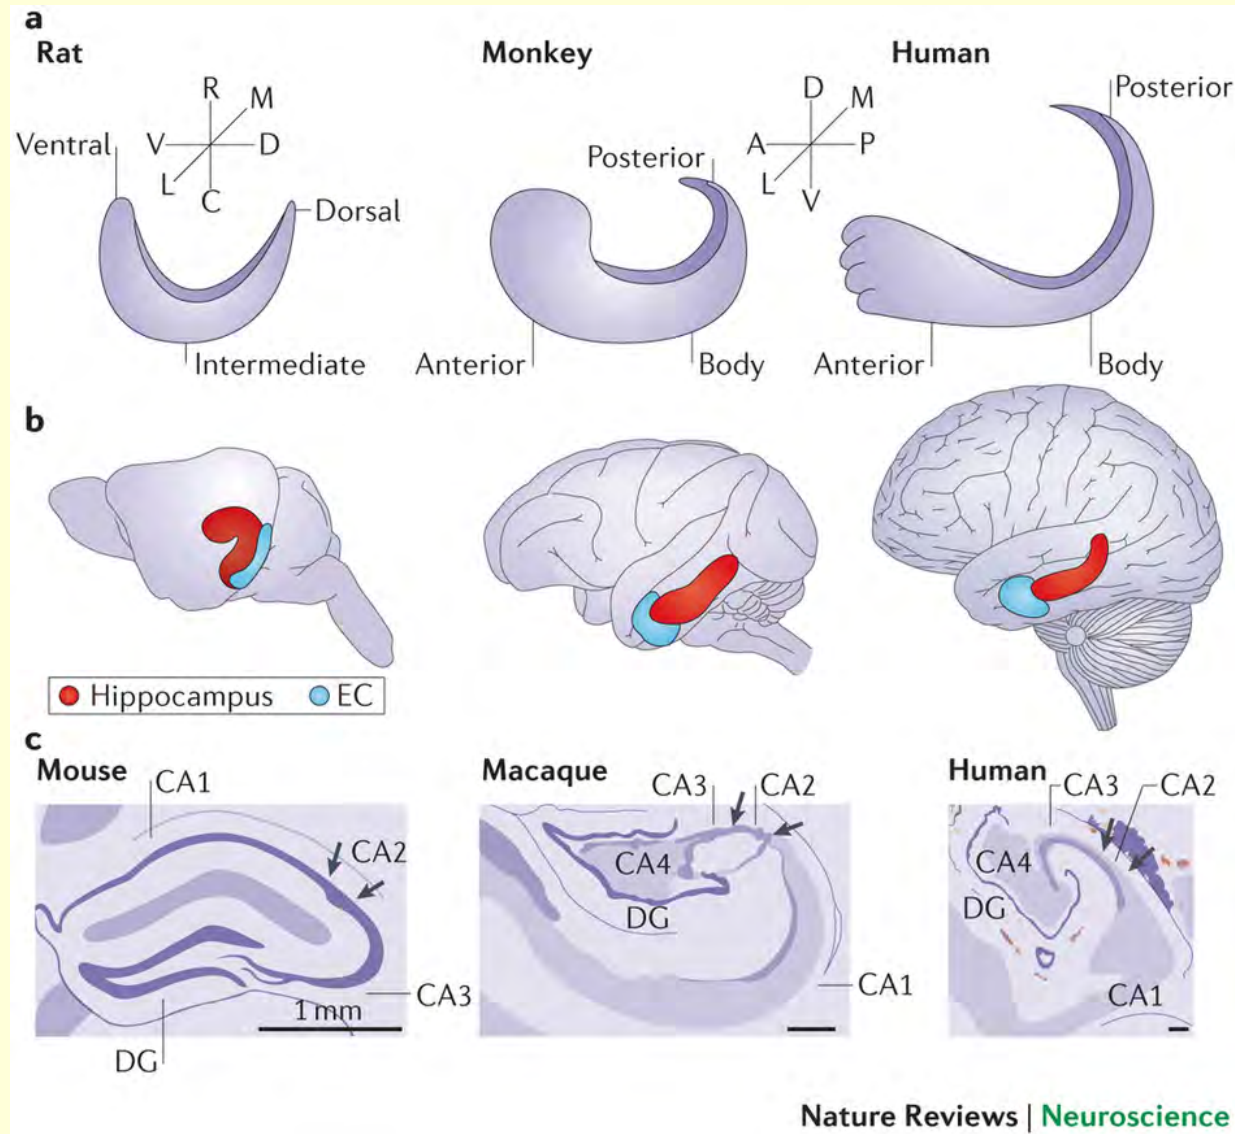 a
Rat
Monkey
Human
R
M
V
D
L
C
Ventral
Dorsal
Intermediate
D
M
A
P
L
V
Posterior
Anterior
Body
Posterior
Anterior
Body
b
Hippocampus
EC
c
Mouse
CA1
CA2
CA3
1 mm
DG
Macaque
CA3
CA2
CA4
DG
CA1
Human
CA3
CA2
CA4
DG
CA1
Nature Reviews | Neuroscience